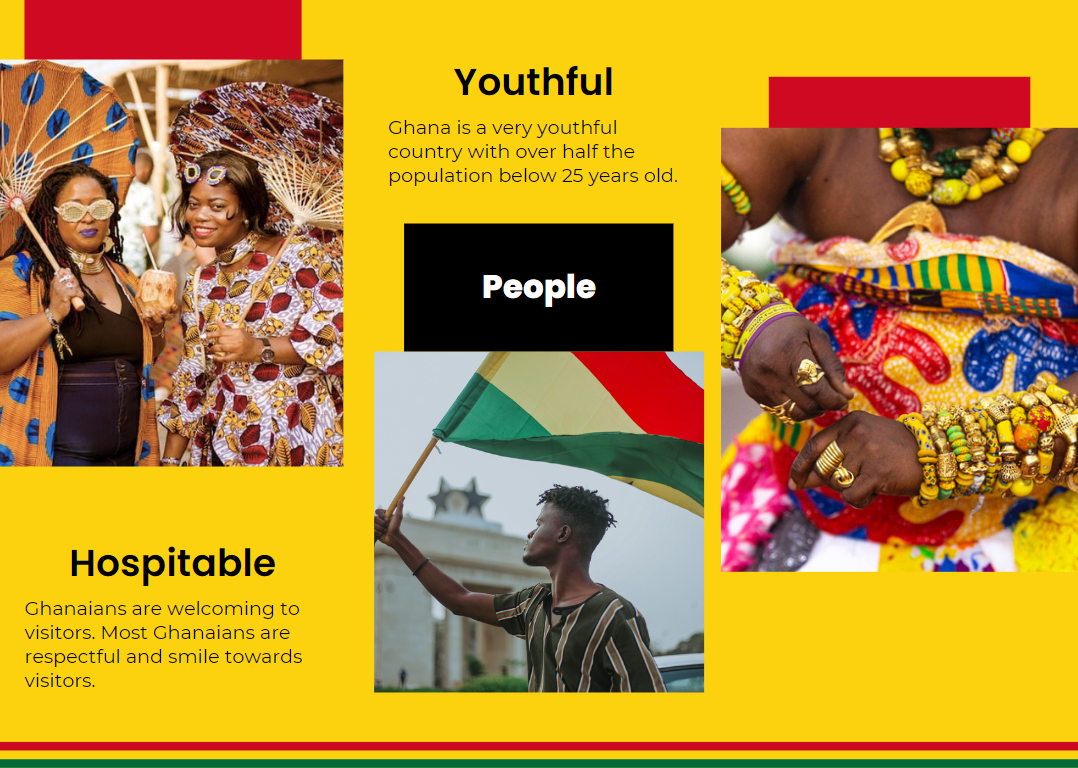 Youthful
Ghana is a very youthful
country with over half the
population below 25 years old.
People
Hospitable
Ghanaians are welcoming to
visitors. Most Ghanaians are
respectful and smile towards
visitors.